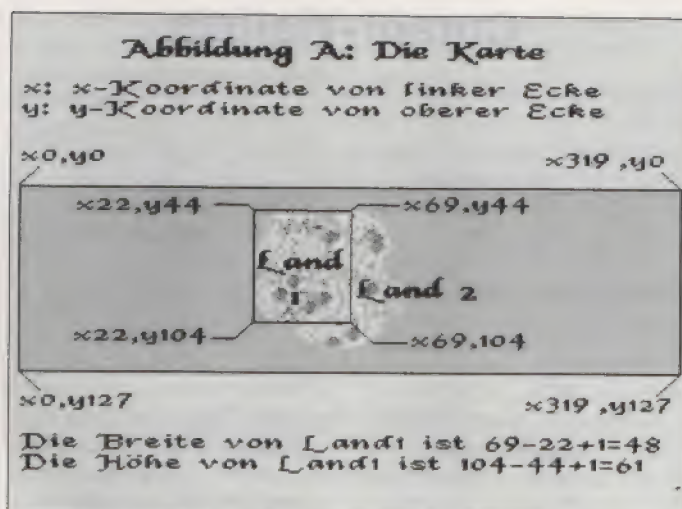 Abbildung A: Die Karte
x: x-Koordinate von linker Ecke
y: y-Koordinate von oberer Ecke
x0,y0 x319 ,y0
x22,y44 x69,y44
Land
1
Land 2
x22,y104 x69,104
x0,y127 x319 ,y127
Die Breite von Land1 ist 69-22+1=48
Die Höhe von Land1 ist 104-44+1=61